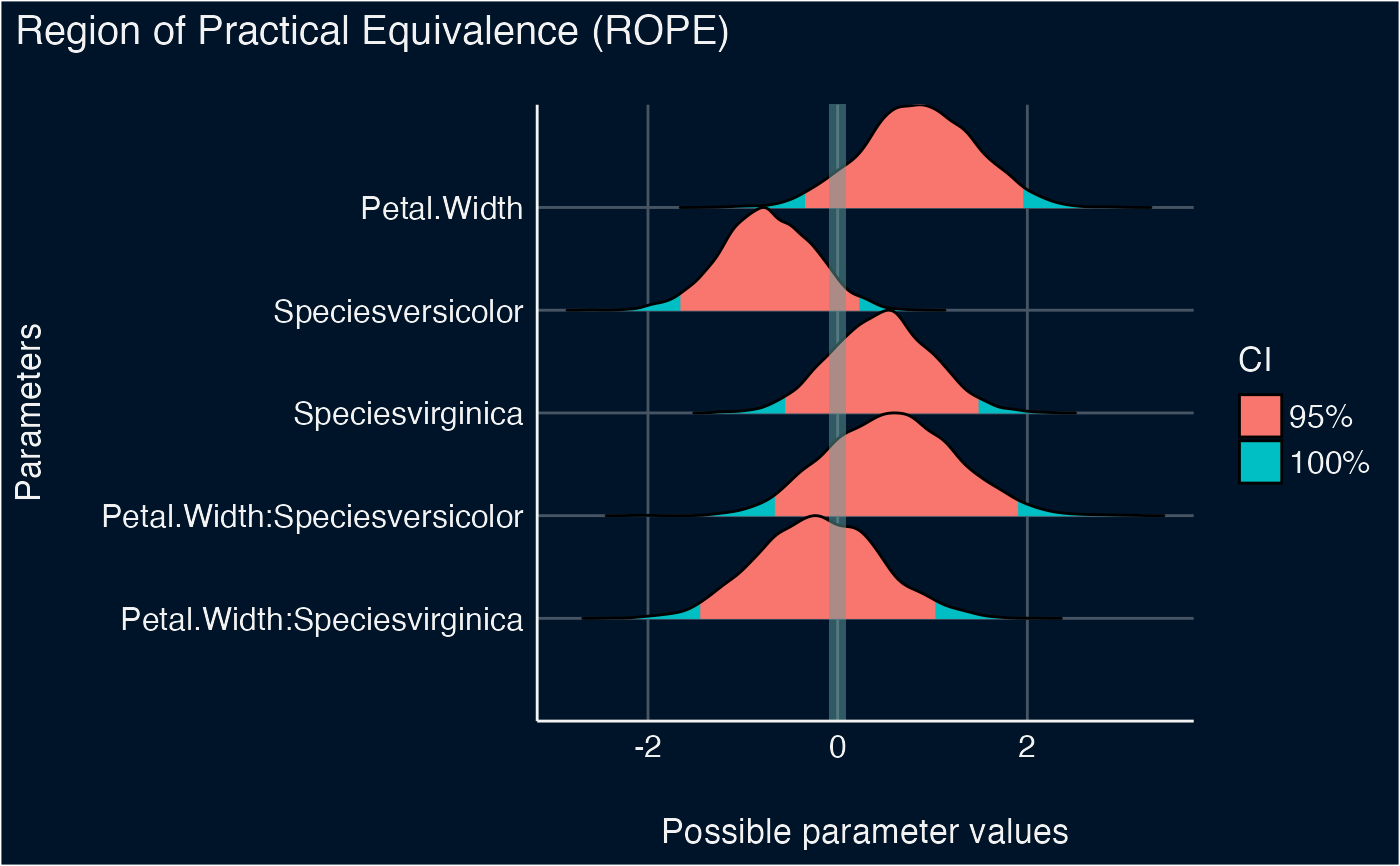 Region of Practical Equivalence (ROPE)
Parameters
Petal.Width
Speciesversicolor
Speciesvirginica
Petal.Width:Speciesversicolor
Petal.Width:Speciesvirginica
-2 0 2
Possible parameter values
CI
95%
100%